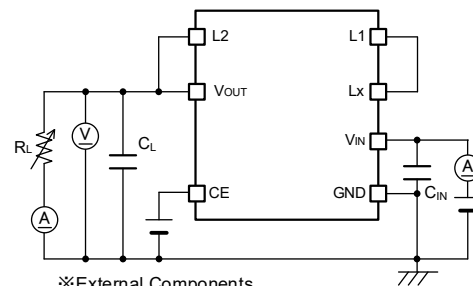 L2 L1
VOUT Lx
V RL CL
VIN A
CE GND CIN
A
※External Components